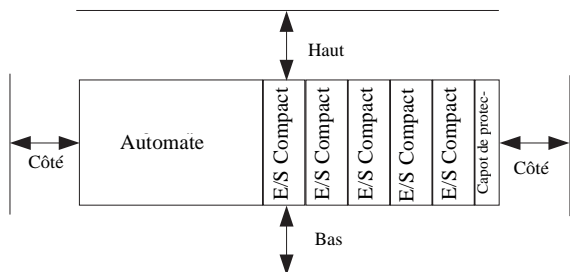 Haut
Automate
E/S Compact
E/S Compact
E/S Compact
E/S Compact
E/S Compact
Capot de protec-
Côté
Côté
Bas